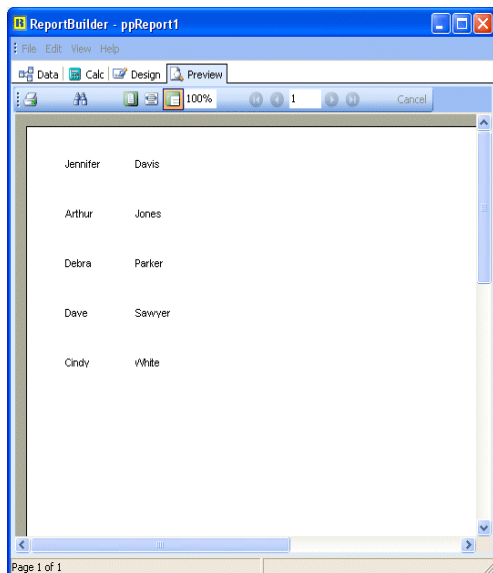 ReportBuilder - ppReport1
File Edit View Help
Data Calc Design Preview
100% 1 Cancel
Jennifer Davis
Arthur Jones
Debra Parker
Dave Sawyer
Cindy White
Page 1 of 1